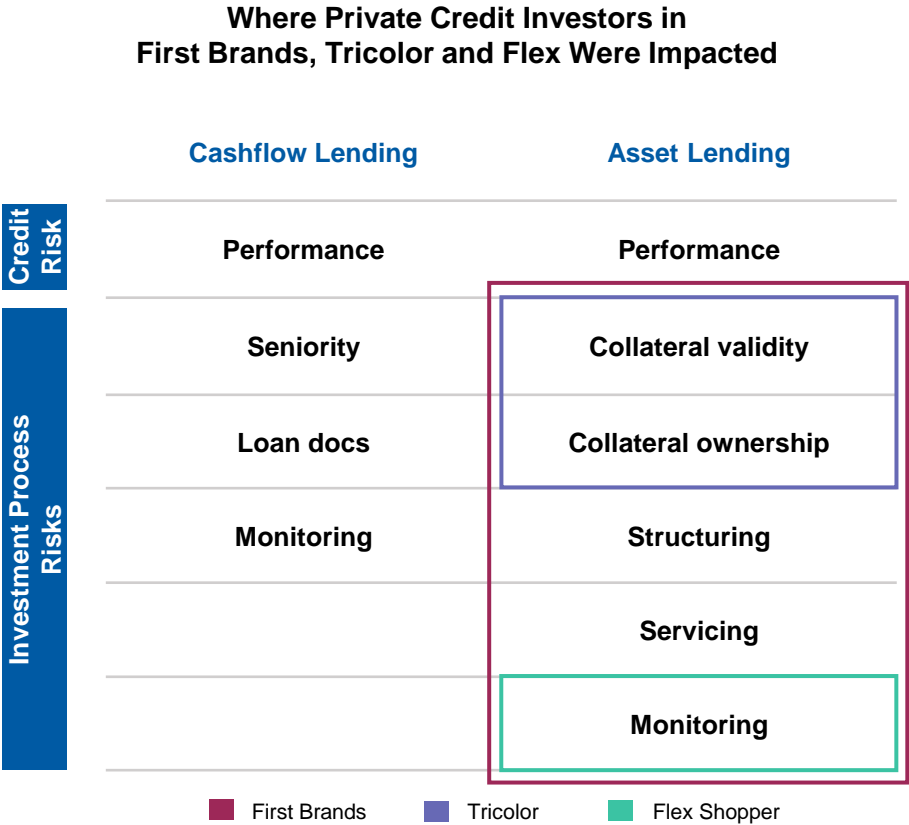 Where Private Credit Investors in
First Brands, Tricolor and Flex Were Impacted
Cashflow Lending Asset Lending
Credit
Risk
Performance Performance
Investment Process
Risks
Seniority Collateral validity
Loan docs Collateral ownership
Monitoring Structuring
Servicing
Monitoring
First Brands Tricolor Flex Shopper